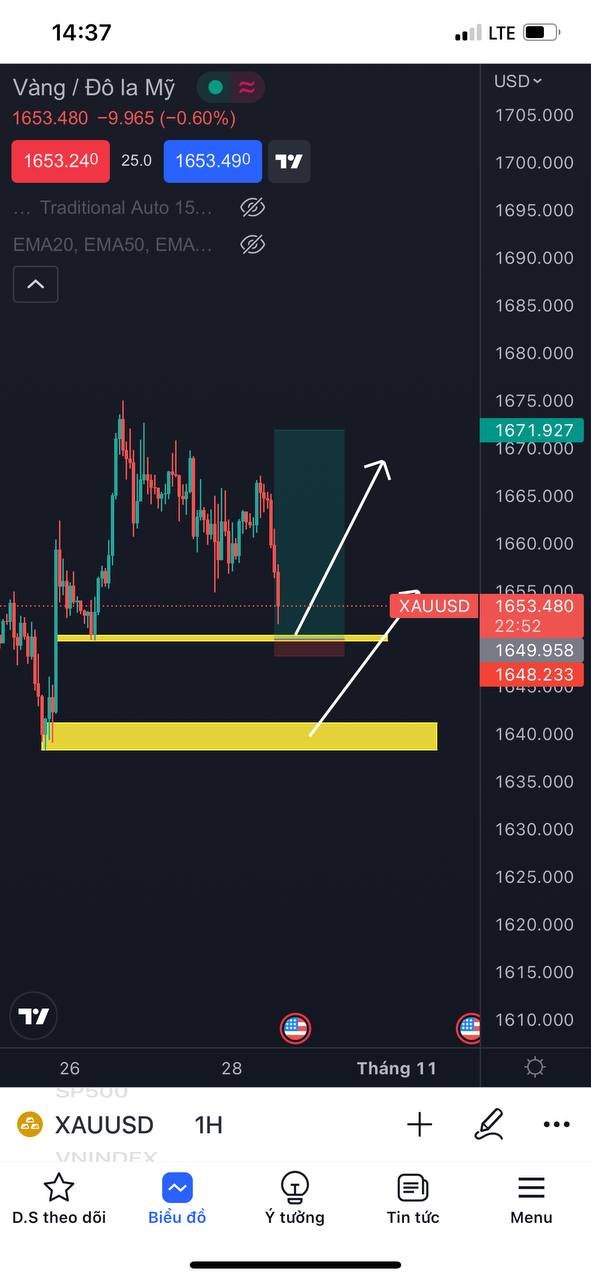 14:37
LTE
Vàng / Đô la Mỹ
USD
1653.480 −9.965 (−0.60%)
1653.240 25.0 1653.490
... Traditional Auto 15...
EMA20, EMA50, EMA...
1705.000
1700.000
1695.000
1690.000
1685.000
1680.000
1675.000
1671.927
1670.000
1665.000
1660.000
1655.000
XAUUSD 1653.480
22:52
1649.958
1648.233
1645.000
1640.000
1635.000
1630.000
1625.000
1620.000
1615.000
1610.000
26 28 Tháng 11
SP500
XAUUSD 1H
VNINDEX
D.S theo dõi Biểu đồ Ý tưởng Tin tức Menu